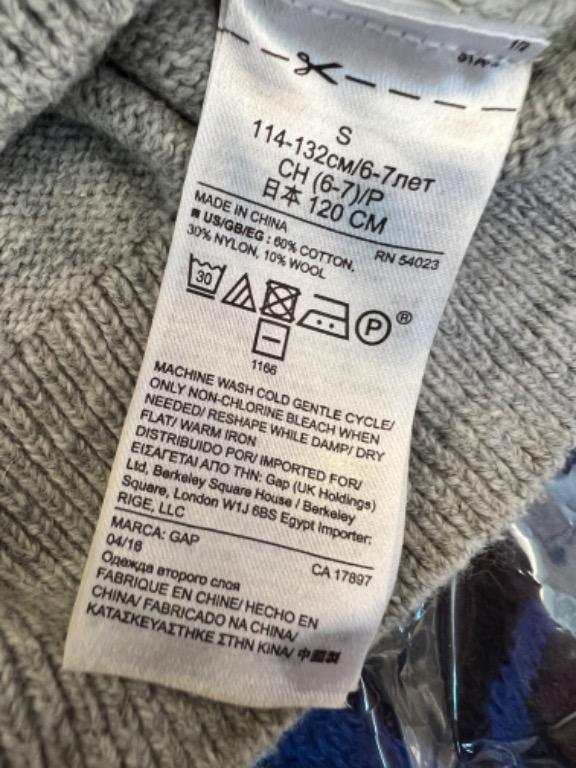 1/2
S
114-132см/6-7лет
CH (6-7)/P
日本 120 CM
MADE IN CHINA
RN 54023
■ US/GB/EG : 60% COTTON,
30% NYLON, 10% WOOL
30
P ®
1166
MACHINE WASH COLD GENTLE CYCLE/
ONLY NON-CHLORINE BLEACH WHEN
NEEDED/ RESHAPE WHILE DAMP/ DRY
FLAT/ WARM IRON
DISTRIBUIDO POR/ IMPORTED FOR/
ΕΙΣΑΓΕΤΑΙ ΑΠΟ ΤΗΝ: Gap (UK Holdings)
Ltd, Berkeley Square House / Berkeley
Square, London W1J 6BS Egypt Importer:
RIGE, LLC
MARCA: GAP
CA 17897
04/16
Одежда второго слоя
FABRIQUE EN CHINE/ HECHO EN
CHINA/ FABRICADO NA CHINA/
ΚΑΤΑΣΚΕΥΑΣΤΗΚΕ ΣΤΗΝ ΚΙΝΑ/ 中國製